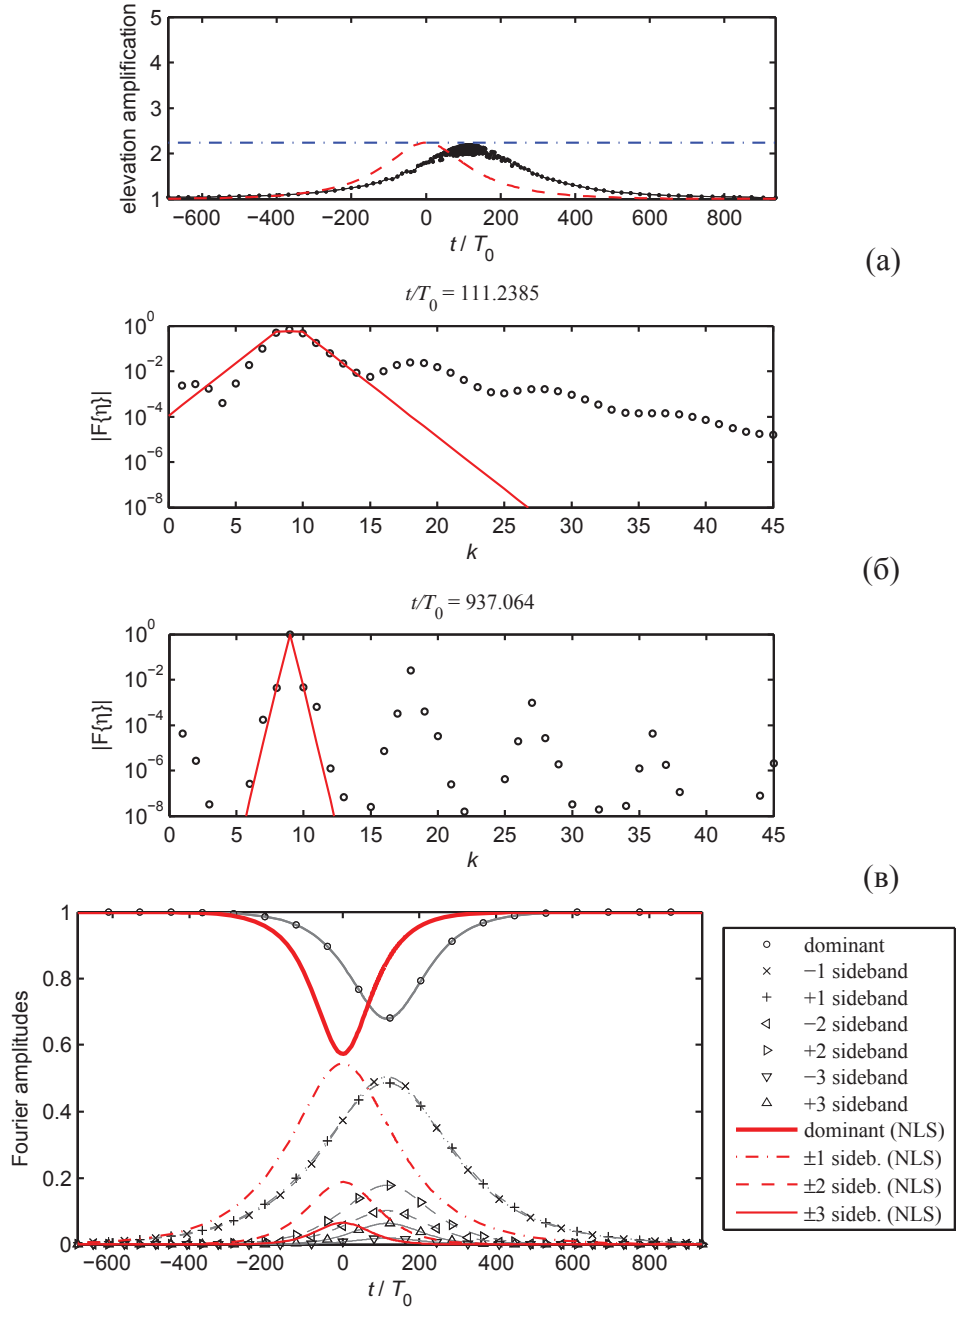 elevation amplification
5
4
3
2
1
−600 −400 −200 0 200 400 600 800
t / T0
(а)
t/T0 = 111.2385
|F{η}|
10^0
10^−2
10^−4
10^−6
10^−8
0 5 10 15 20 25 30 35 40 45
k
(б)
t/T0 = 937.064
|F{η}|
10^0
10^−2
10^−4
10^−6
10^−8
0 5 10 15 20 25 30 35 40 45
k
(в)
Fourier amplitudes
1
0.8
0.6
0.4
0.2
0
−600 −400 −200 0 200 400 600 800
t / T0
dominant
−1 sideband
+1 sideband
−2 sideband
+2 sideband
−3 sideband
+3 sideband
dominant (NLS)
±1 sideb. (NLS)
±2 sideb. (NLS)
±3 sideb. (NLS)